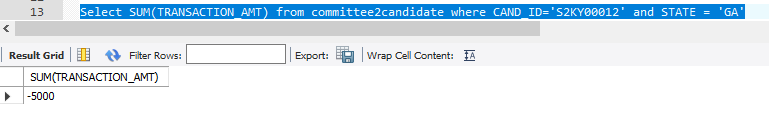 13 Select SUM(TRANSACTION_AMT) from committee2candidate where CAND_ID='S2KY00012' and STATE = 'GA'
Result Grid Filter Rows: Export: Wrap Cell Content: IA
SUM(TRANSACTION_AMT)
-5000